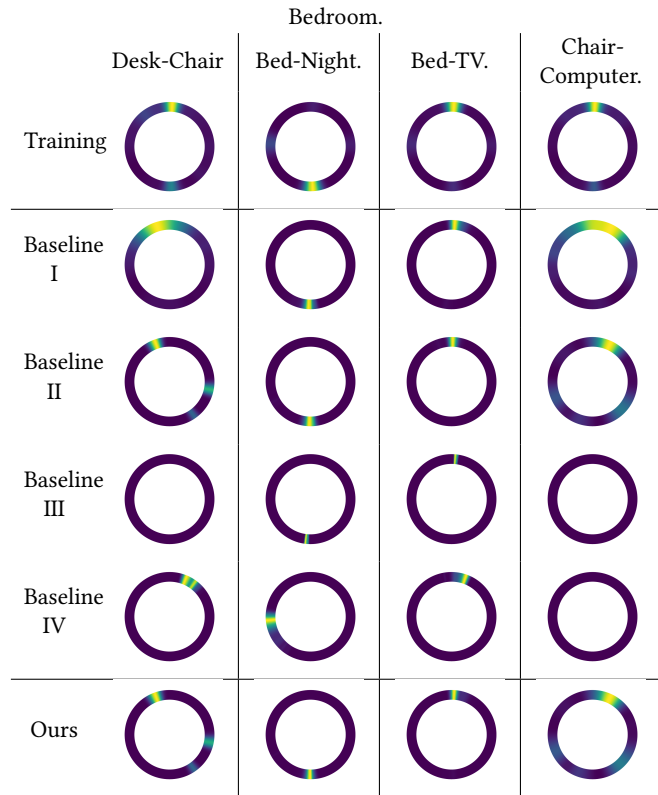 Bedroom.
Desk-Chair
Bed-Night.
Bed-TV.
Chair-
Computer.
Training
Baseline
I
Baseline
II
Baseline
III
Baseline
IV
Ours